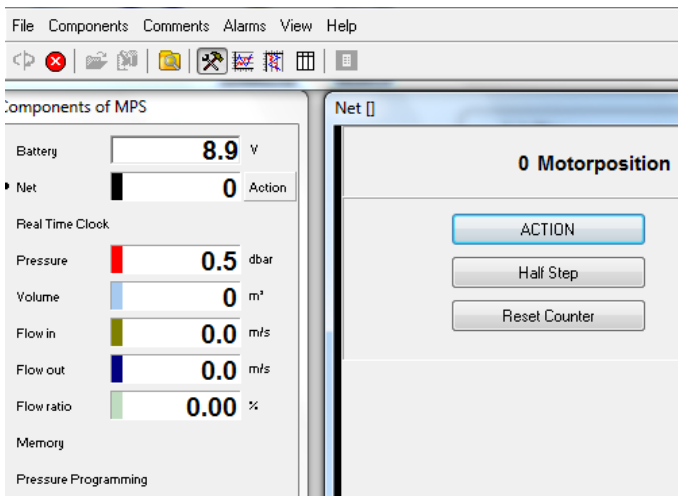 File Components Comments Alarms View Help
Components of MPS
Battery 8.9 V
Net 0 Action
Real Time Clock
Pressure 0.5 dbar
Volume 0 m³
Flow in 0.0 m/s
Flow out 0.0 m/s
Flow ratio 0.00 %
Memory
Pressure Programming
Net []
0 Motorposition
ACTION
Half Step
Reset Counter